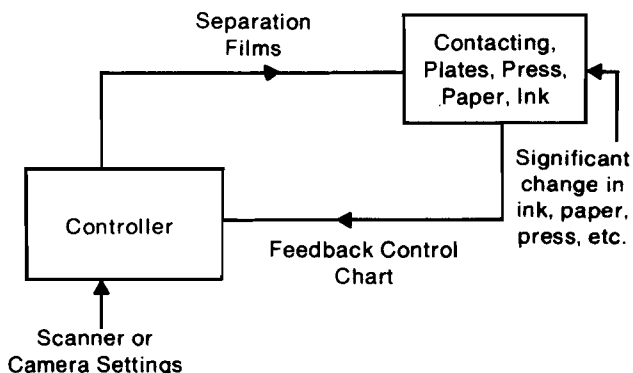 Separation
Films
Contacting,
Plates, Press,
Paper, Ink
Significant
change in
ink, paper,
press, etc.
Controller
Feedback Control
Chart
Scanner or
Camera Settings